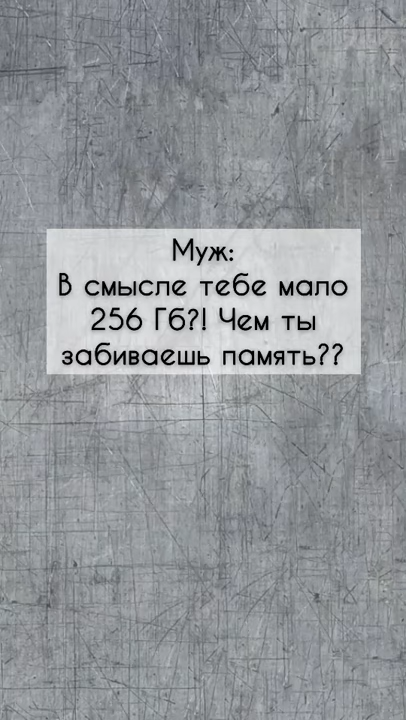 Муж:
В смысле тебе мало
256 Гб?! Чем ты
забиваешь память??